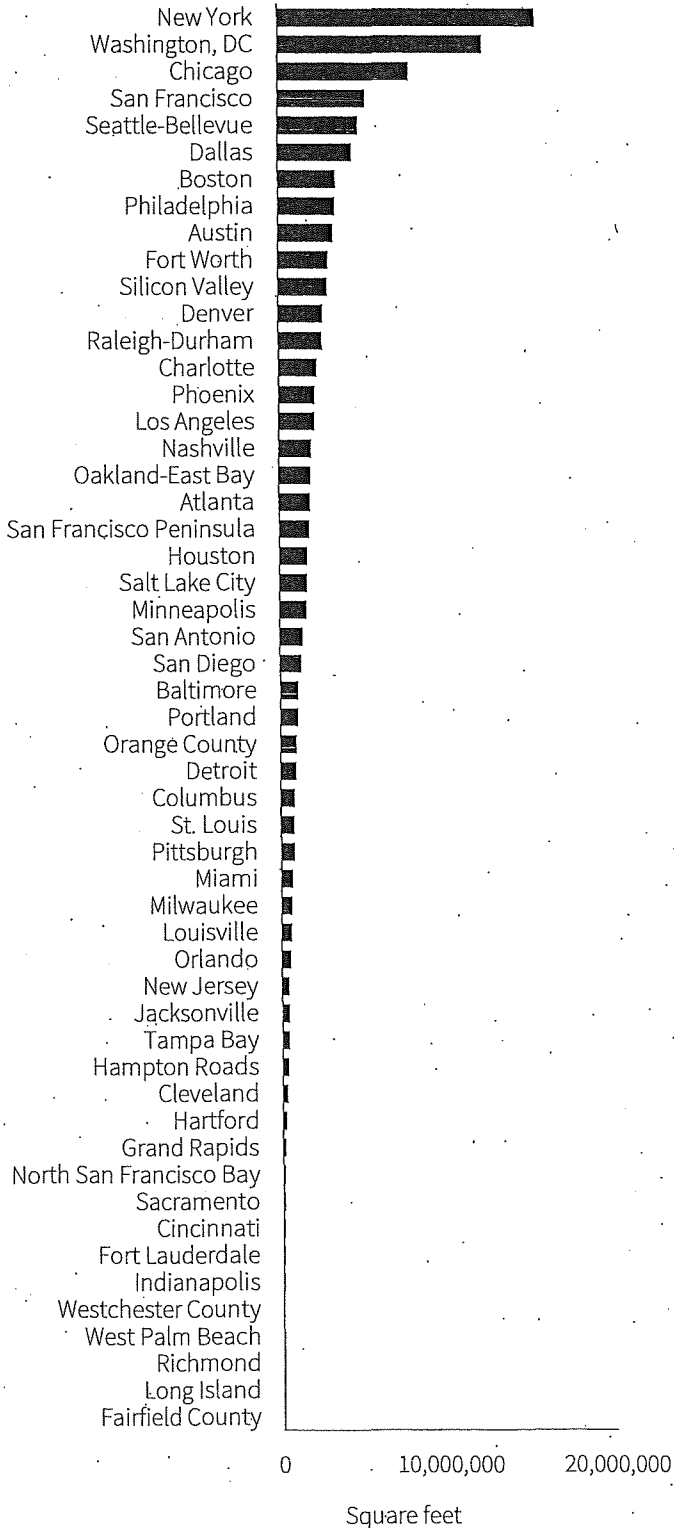 New York
Washington, DC
Chicago
San Francisco
Seattle-Bellevue
Dallas
Boston
Philadelphia
Austin
Fort Worth
Silicon Valley
Denver
Raleigh-Durham
Charlotte
Phoenix
Los Angeles
Nashville
Oakland-East Bay
Atlanta
San Francisco Peninsula
Houston
Salt Lake City
Minneapolis
San Antonio
San Diego
Baltimore
Portland
Orange County
Detroit
Columbus
St. Louis
Pittsburgh
Miami
Milwaukee
Louisville
Orlando
New Jersey
Jacksonville
Tampa Bay
Hampton Roads
Cleveland
Hartford
Grand Rapids
North San Francisco Bay
Sacramento
Cincinnati
Fort Lauderdale
Indianapolis
Westchester County
West Palm Beach
Richmond
Long Island
Fairfield County
0 10,000,000 20,000,000
Square feet